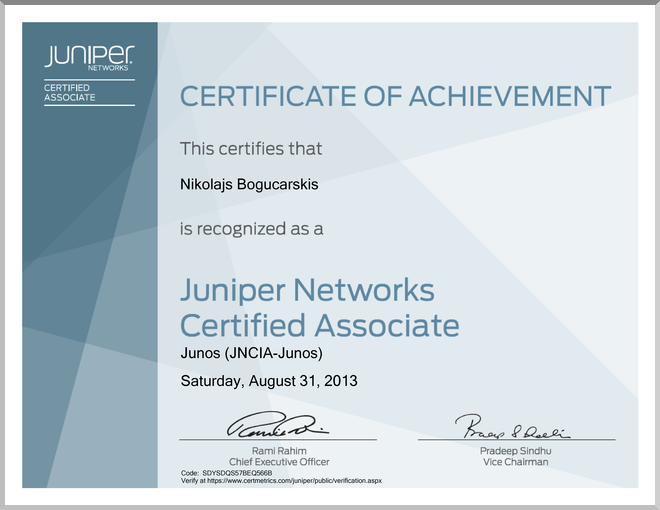 JUNIPER
NETWORKS
CERTIFIED
ASSOCIATE
CERTIFICATE OF ACHIEVEMENT
This certifies that
Nikolajs Bogucarskis
is recognized as a
Juniper Networks
Certified Associate
Junos (JNCIA-Junos)
Saturday, August 31, 2013
Rami Rahim
Chief Executive Officer
Pradeep Sindhu
Vice Chairman
Code: SDYSDQS57BEQ566B
Verify at https://www.certmetrics.com/juniper/public/verification.aspx